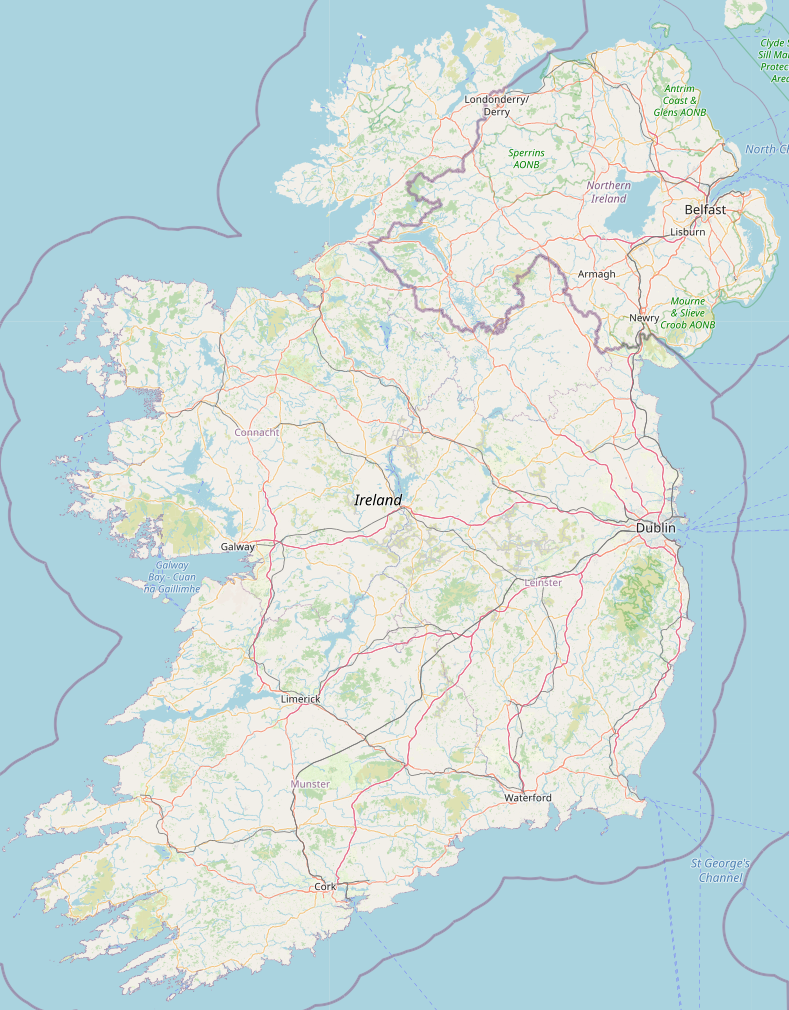 Clyde S
Sill Mar
Protec
Area
Antrim
Coast &
Glens AONB
Londonderry/
Derry
North Ch
Sperrins
AONB
Northern
Ireland
Belfast
Lisburn
Armagh
Mourne
& Slieve
Croob AONB
Newry
Connacht
Ireland
Dublin
Galway
Galway
Bay - Cuan
na Gaillimhe
Leinster
Limerick
Munster
Waterford
St George's
Channel
Cork